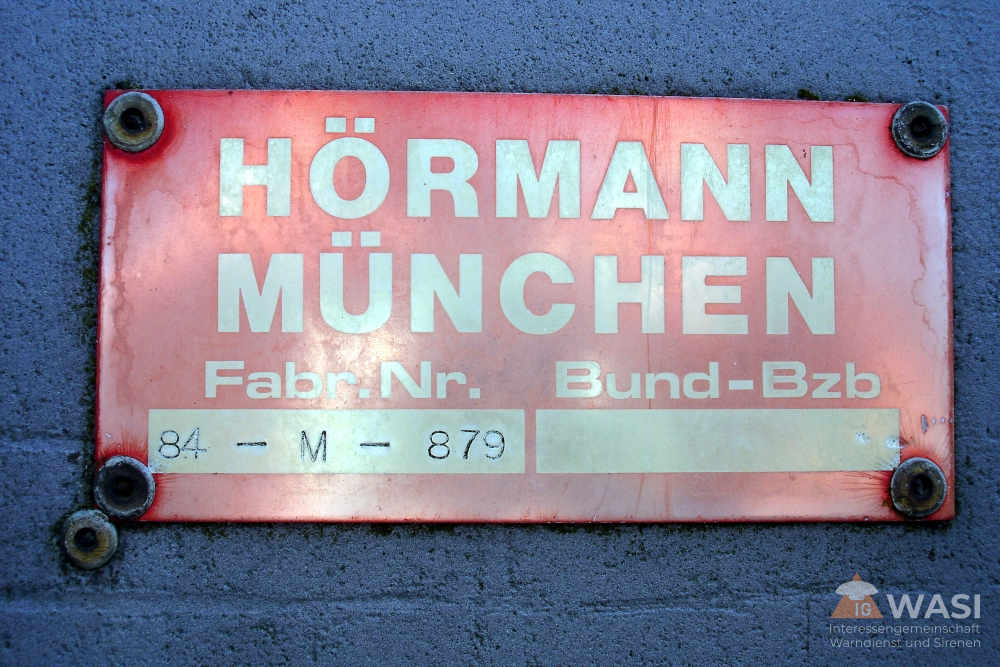 HÖRMANN
MÜNCHEN
Fabr.Nr. Bund-Bzb
84 - M - 879
IG WASI
Interessengemeinschaft
Warndienst und Sirenen